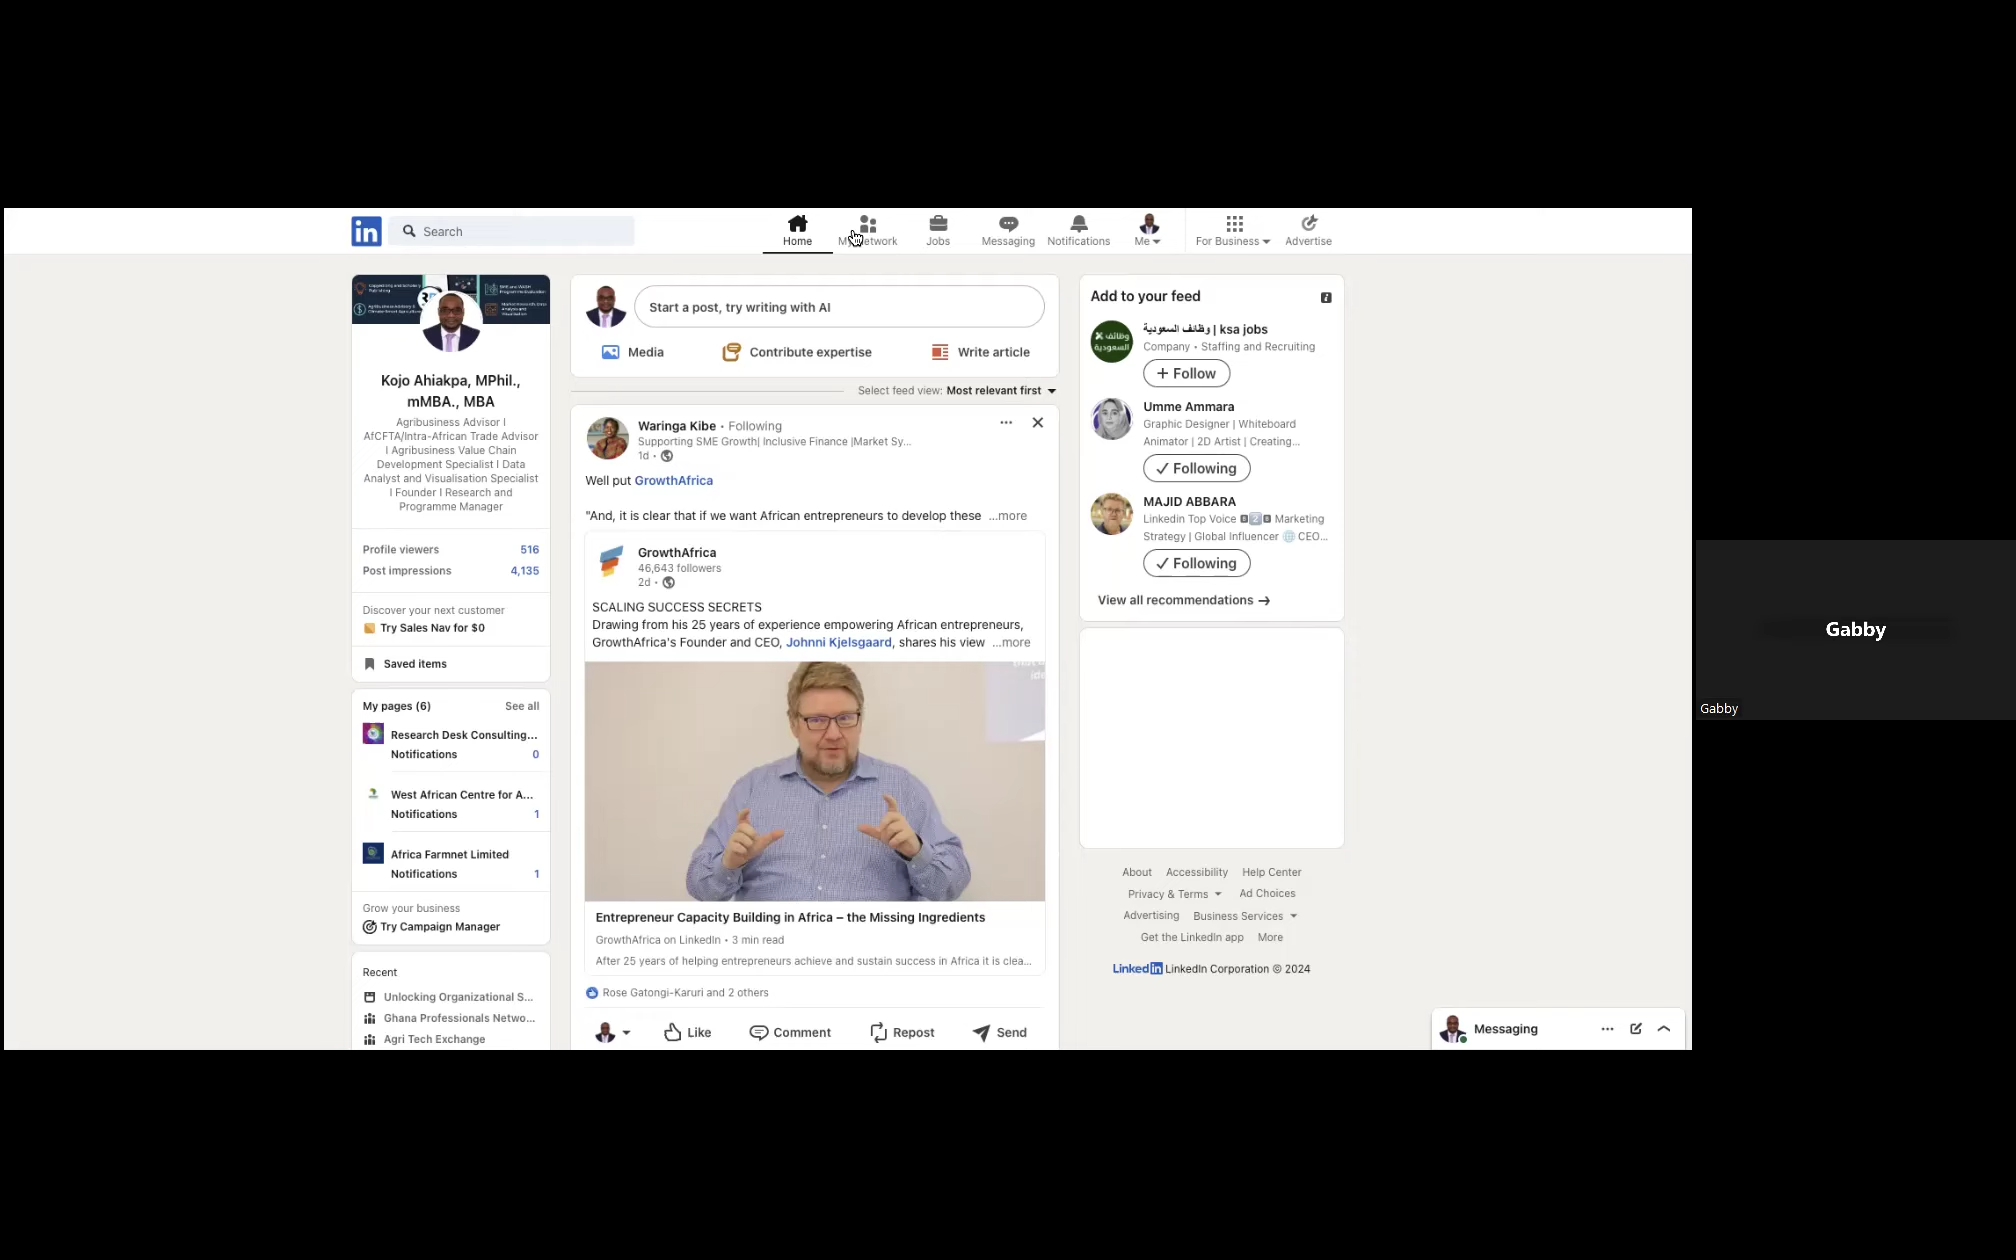 in
Search
Home
My Network
Jobs
Messaging
Notifications
Me
For Business
Advertise
Kojo Ahiakpa, MPhil.,
mMBA., MBA
Agribusiness Advisor I
AfCFTA/Intra-African Trade Advisor
I Agribusiness Value Chain
Development Specialist I Data
Analyst and Visualisation Specialist
I Founder I Research and
Programme Manager
Profile viewers 516
Post impressions 4,135
Discover your next customer
Try Sales Nav for $0
Saved items
My pages (6) See all
Research Desk Consulting...
Notifications 0
West African Centre for A...
Notifications 1
Africa Farmnet Limited
Notifications 1
Grow your business
Try Campaign Manager
Recent
Unlocking Organizational S...
Ghana Professionals Netwo...
Agri Tech Exchange
Start a post, try writing with AI
Media
Contribute expertise
Write article
Select feed view: Most relevant first
Waringa Kibe • Following
Supporting SME Growth| Inclusive Finance |Market Sy...
1d •
Well put GrowthAfrica
"And, it is clear that if we want African entrepreneurs to develop these ...more
GrowthAfrica
46,643 followers
2d •
SCALING SUCCESS SECRETS
Drawing from his 25 years of experience empowering African entrepreneurs,
GrowthAfrica's Founder and CEO, Johnni Kjelsgaard, shares his view ...more
Entrepreneur Capacity Building in Africa – the Missing Ingredients
GrowthAfrica on LinkedIn • 3 min read
After 25 years of helping entrepreneurs achieve and sustain success in Africa it is clea...
Rose Gatongi-Karuri and 2 others
Like
Comment
Repost
Send
Add to your feed
وظائف السعودية | ksa jobs
Company • Staffing and Recruiting
+ Follow
Umme Ammara
Graphic Designer | Whiteboard
Animator | 2D Artist | Creating...
✓ Following
MAJID ABBARA
Linkedin Top Voice Marketing
Strategy | Global Influencer 🌐 CEO...
✓ Following
View all recommendations →
About Accessibility Help Center
Privacy & Terms Ad Choices
Advertising Business Services
Get the LinkedIn app More
LinkedIn LinkedIn Corporation © 2024
Messaging
Gabby
Gabby